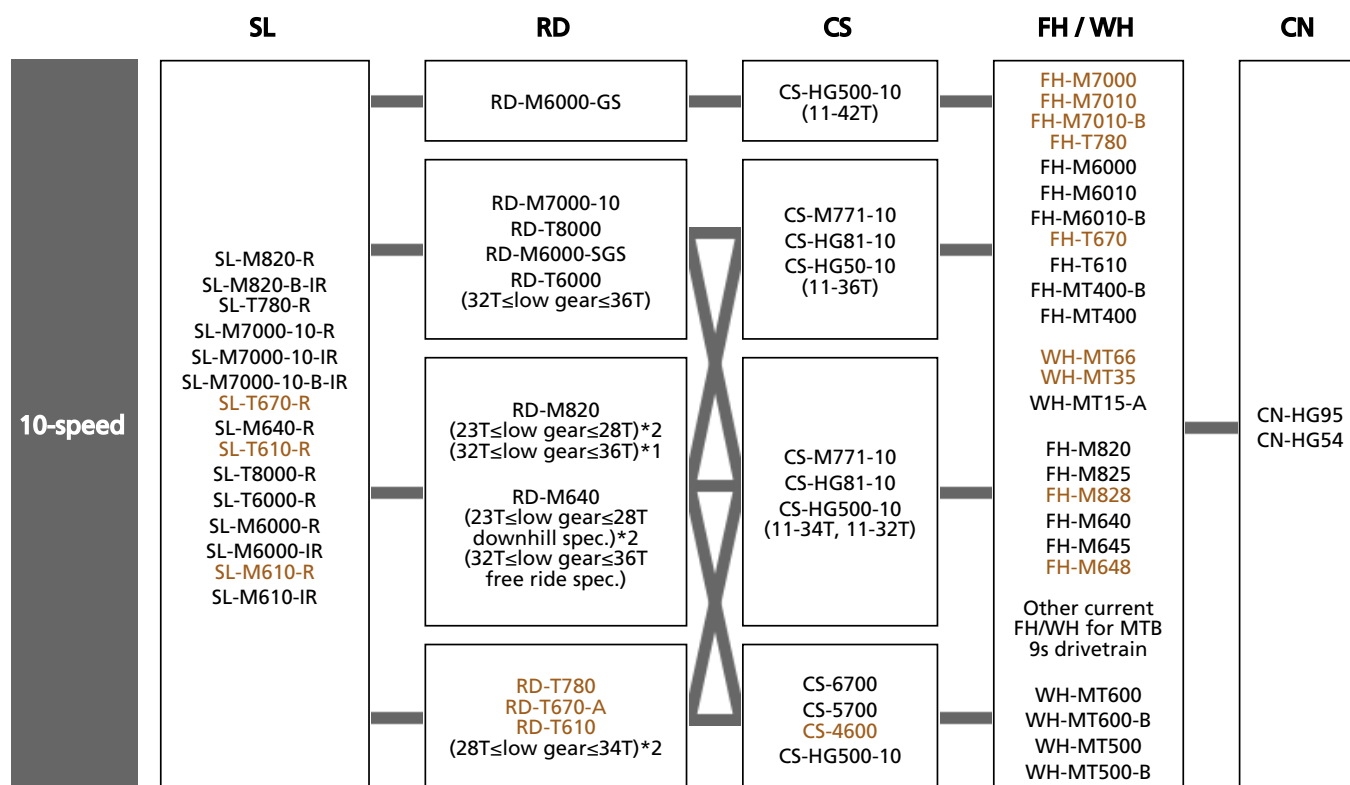 SL
RD
CS
FH / WH
CN
10-speed
SL-M820-R
SL-M820-B-IR
SL-T780-R
SL-M7000-10-R
SL-M7000-10-IR
SL-M7000-10-B-IR
SL-T670-R
SL-M640-R
SL-T610-R
SL-T8000-R
SL-T6000-R
SL-M6000-R
SL-M6000-IR
SL-M610-R
SL-M610-IR
RD-M6000-GS
RD-M7000-10
RD-T8000
RD-M6000-SGS
RD-T6000
(32T≤low gear≤36T)
RD-M820
(23T≤low gear≤28T)*2
(32T≤low gear≤36T)*1
RD-M640
(23T≤low gear≤28T
downhill spec.)*2
(32T≤low gear≤36T
free ride spec.)
RD-T780
RD-T670-A
RD-T610
(28T≤low gear≤34T)*2
CS-HG500-10
(11-42T)
CS-M771-10
CS-HG81-10
CS-HG50-10
(11-36T)
CS-M771-10
CS-HG81-10
CS-HG500-10
(11-34T, 11-32T)
CS-6700
CS-5700
CS-4600
CS-HG500-10
FH-M7000
FH-M7010
FH-M7010-B
FH-T780
FH-M6000
FH-M6010
FH-M6010-B
FH-T670
FH-T610
FH-MT400-B
FH-MT400
WH-MT66
WH-MT35
WH-MT15-A
FH-M820
FH-M825
FH-M828
FH-M640
FH-M645
FH-M648
Other current
FH/WH for MTB
9s drivetrain
WH-MT600
WH-MT600-B
WH-MT500
WH-MT500-B
CN-HG95
CN-HG54